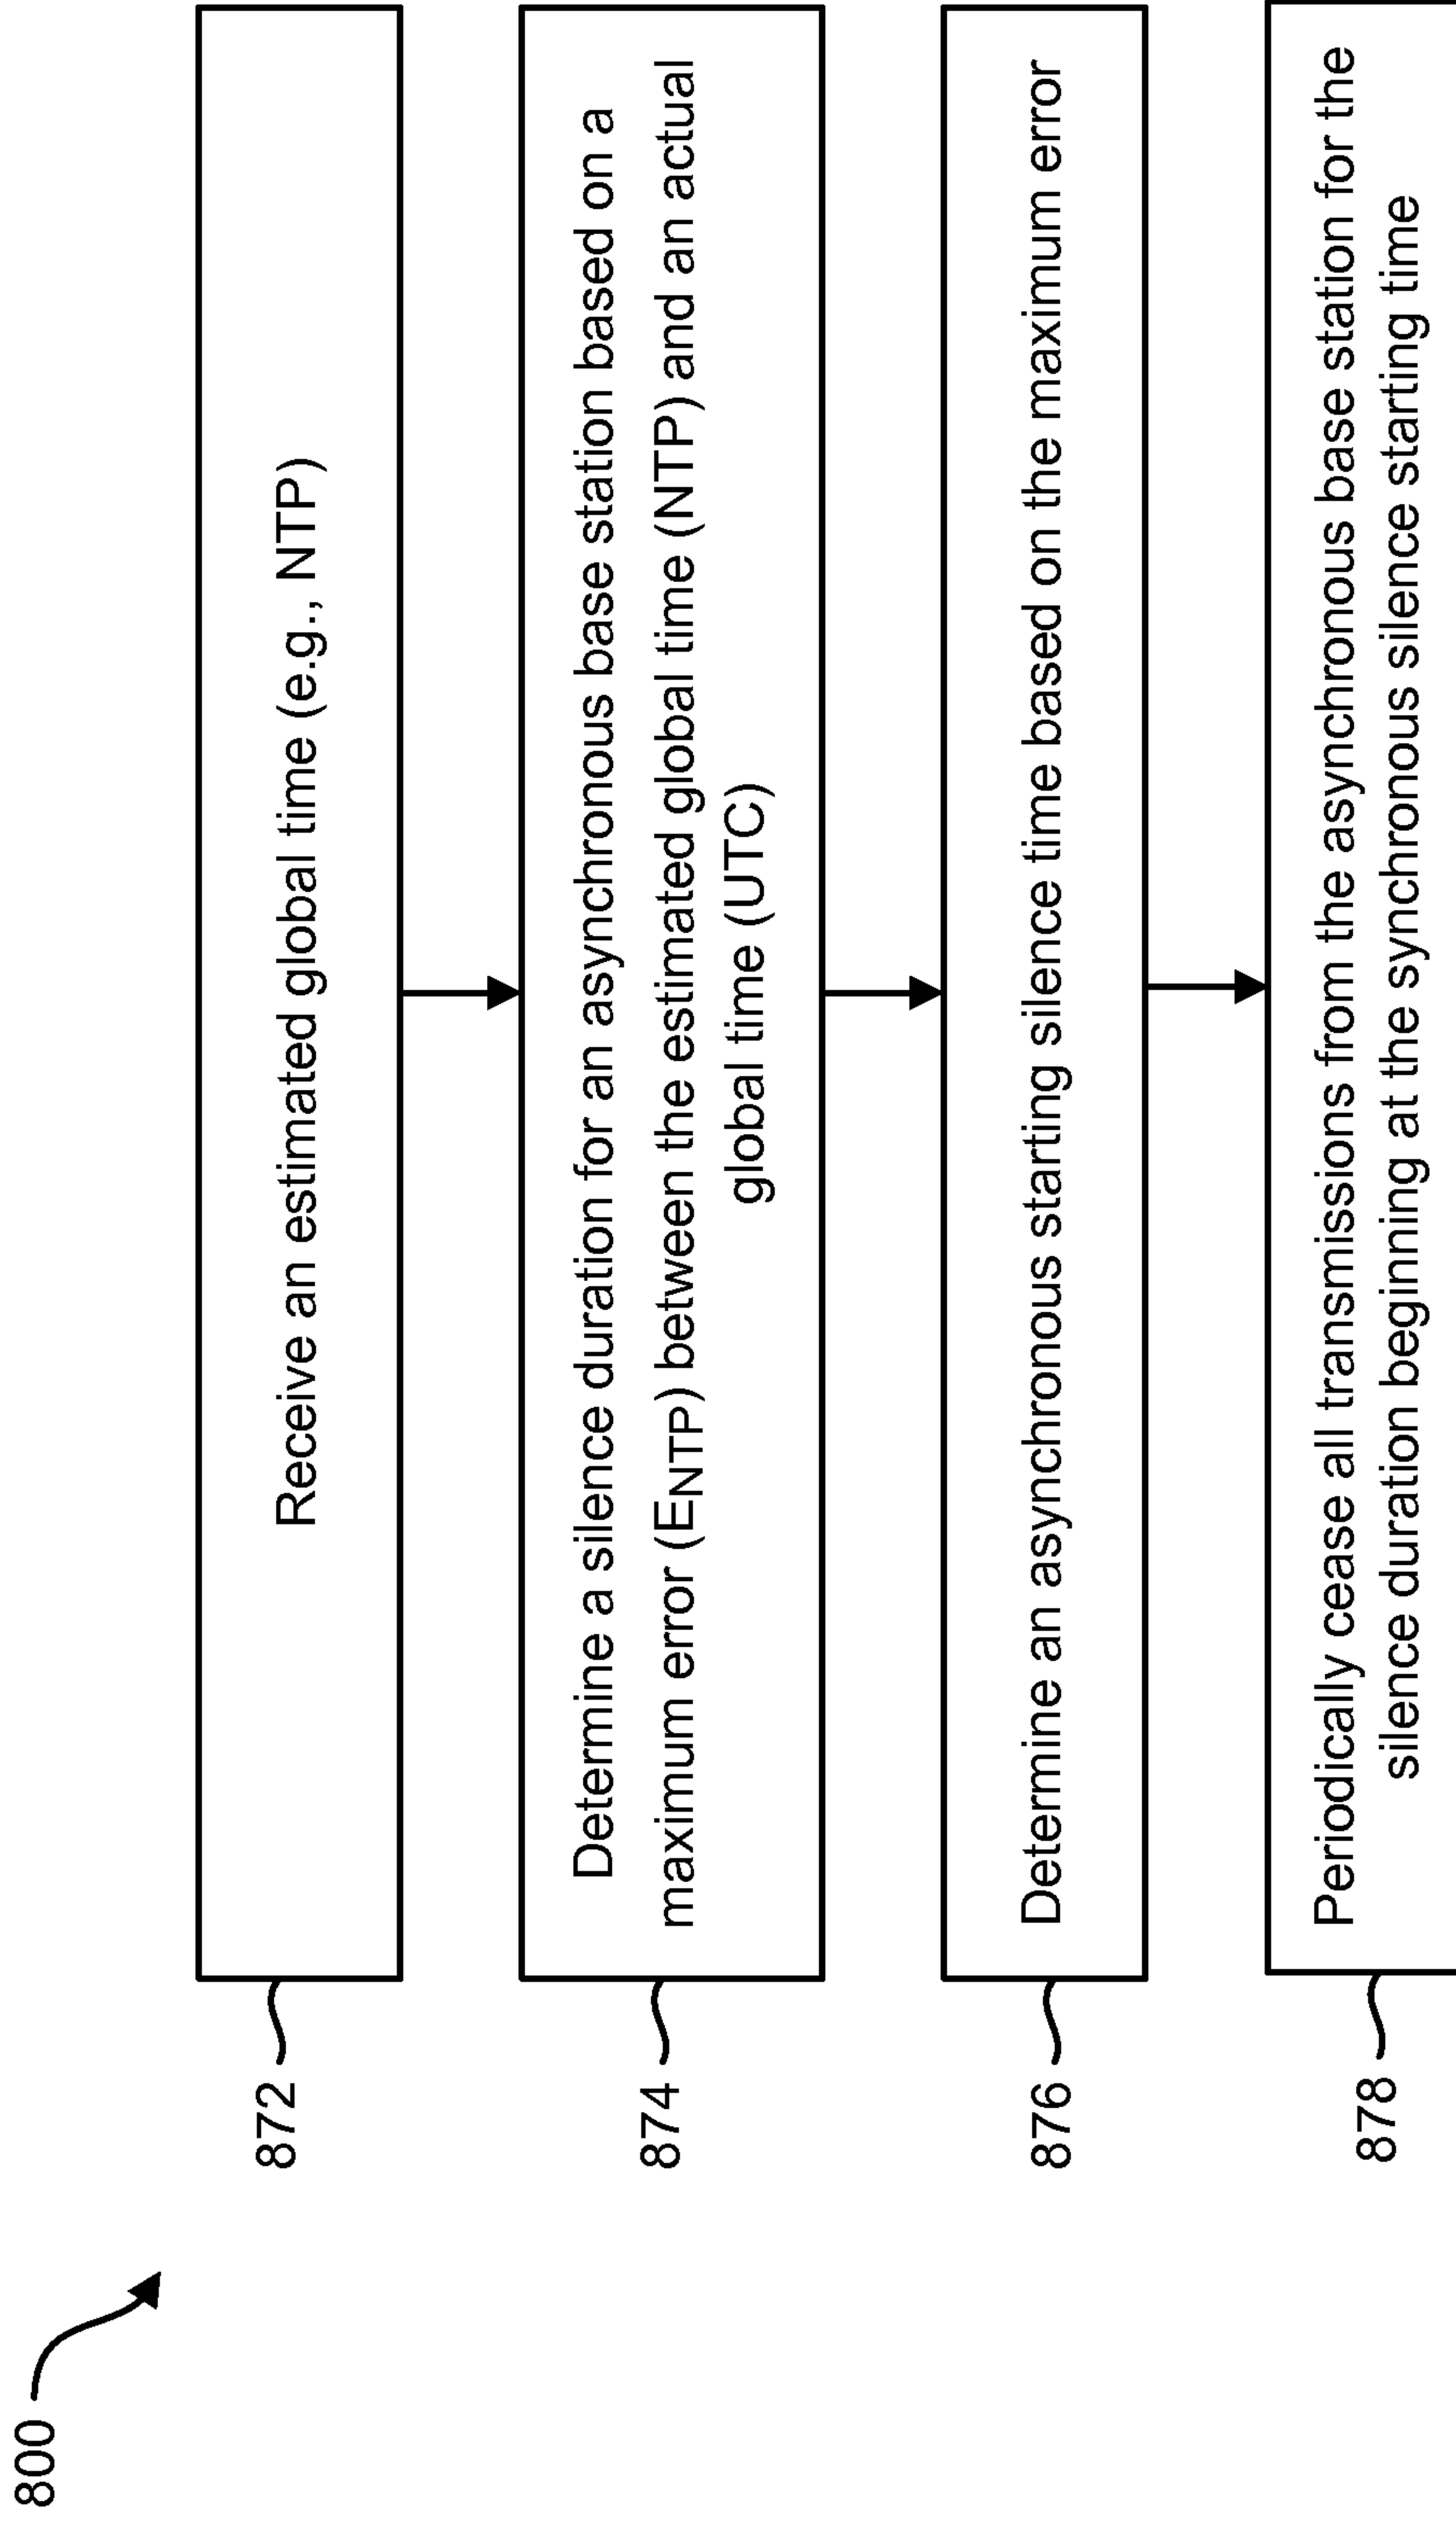 800
872
Receive an estimated global time (e.g., NTP)
874
Determine a silence duration for an asynchronous base station based on a
maximum error (ENTP) between the estimated global time (NTP) and an actual
global time (UTC)
876
Determine an asynchronous starting silence time based on the maximum error
878
Periodically cease all transmissions from the asynchronous base station for the
silence duration beginning at the synchronous silence starting time